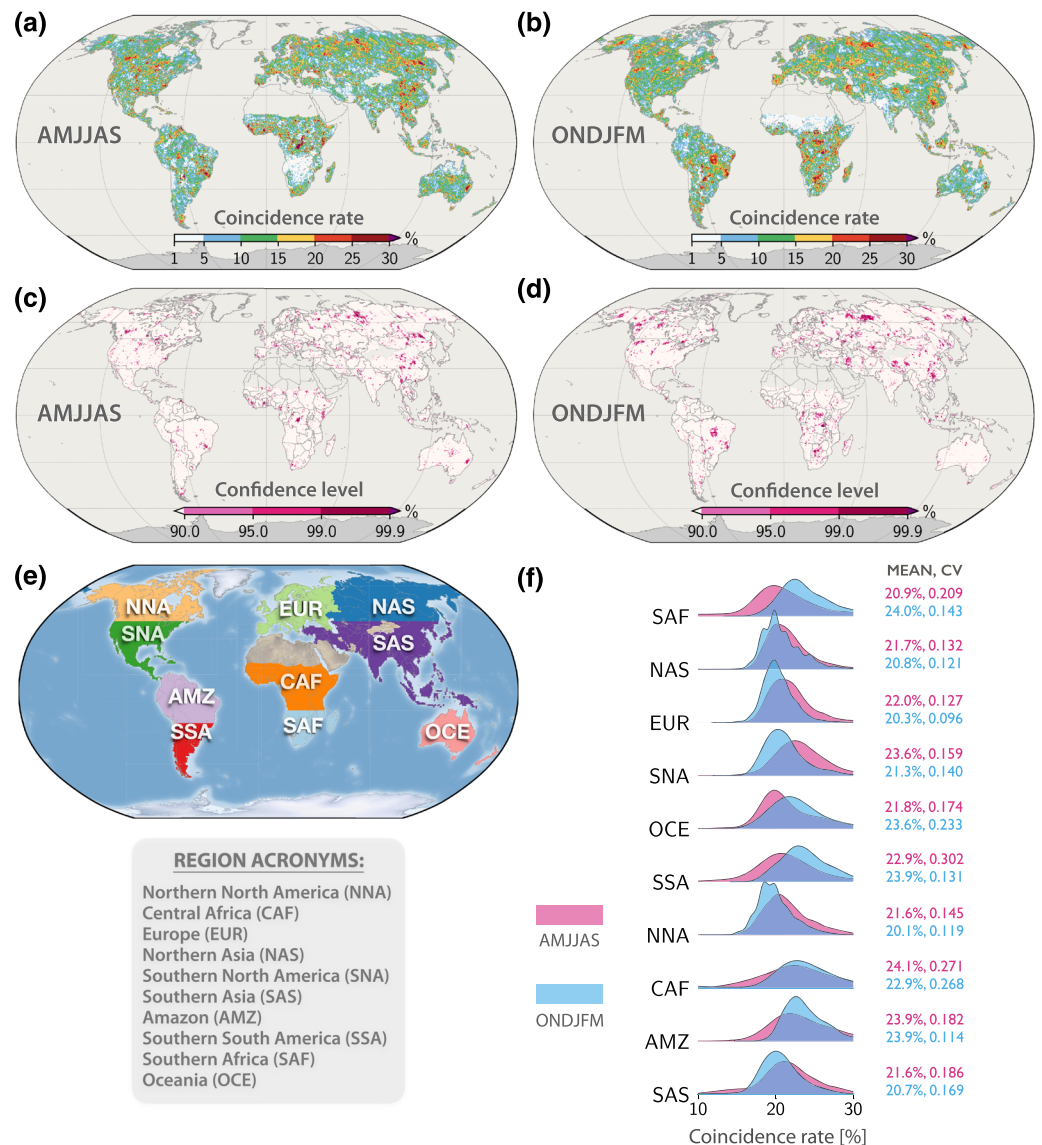 (a)
AMJJAS
Coincidence rate
%
1 5 10 15 20 25 30
(b)
ONDJFM
Coincidence rate
%
1 5 10 15 20 25 30
(c)
AMJJAS
Confidence level
%
90.0 95.0 99.0 99.9
(d)
ONDJFM
Confidence level
%
90.0 95.0 99.0 99.9
(e)
NNA
SNA
AMZ
SSA
EUR
CAF
SAF
NAS
SAS
OCE
REGION ACRONYMS:
Northern North America (NNA)
Central Africa (CAF)
Europe (EUR)
Northern Asia (NAS)
Southern North America (SNA)
Southern Asia (SAS)
Amazon (AMZ)
Southern South America (SSA)
Southern Africa (SAF)
Oceania (OCE)
(f)
MEAN, CV
SAF
20.9%, 0.209
24.0%, 0.143
NAS
21.7%, 0.132
20.8%, 0.121
EUR
22.0%, 0.127
20.3%, 0.096
SNA
23.6%, 0.159
21.3%, 0.140
OCE
21.8%, 0.174
23.6%, 0.233
SSA
22.9%, 0.302
23.9%, 0.131
NNA
21.6%, 0.145
20.1%, 0.119
CAF
24.1%, 0.271
22.9%, 0.268
AMZ
23.9%, 0.182
23.9%, 0.114
SAS
21.6%, 0.186
20.7%, 0.169
10 20 30
Coincidence rate [%]
AMJJAS
ONDJFM